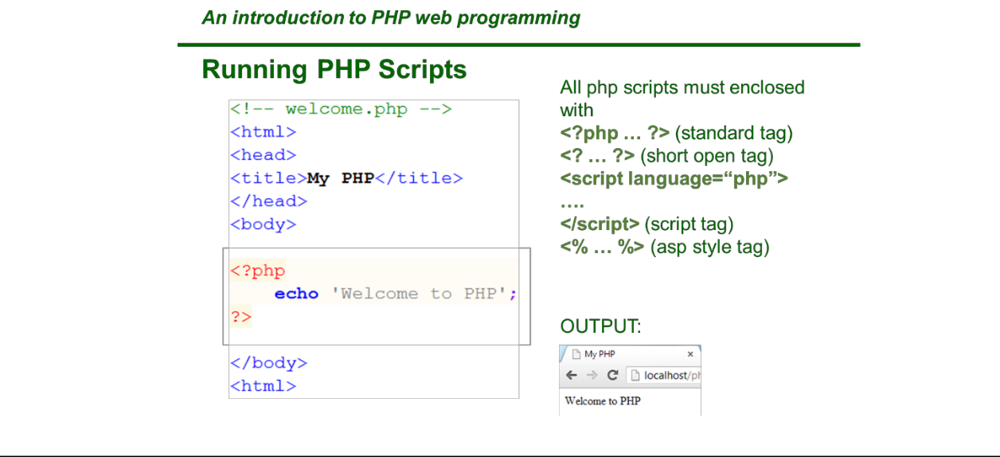 An introduction to PHP web programming
Running PHP Scripts
<!-- welcome.php -->
<html>
<head>
<title>My PHP</title>
</head>
<body>
<?php
echo 'Welcome to PHP';
?>
</body>
<html>
All php scripts must enclosed
with
<?php … ?> (standard tag)
<? … ?> (short open tag)
<script language=“php”>
….
</script> (script tag)
<% … %> (asp style tag)
OUTPUT:
My PHP
localhost/ph
Welcome to PHP